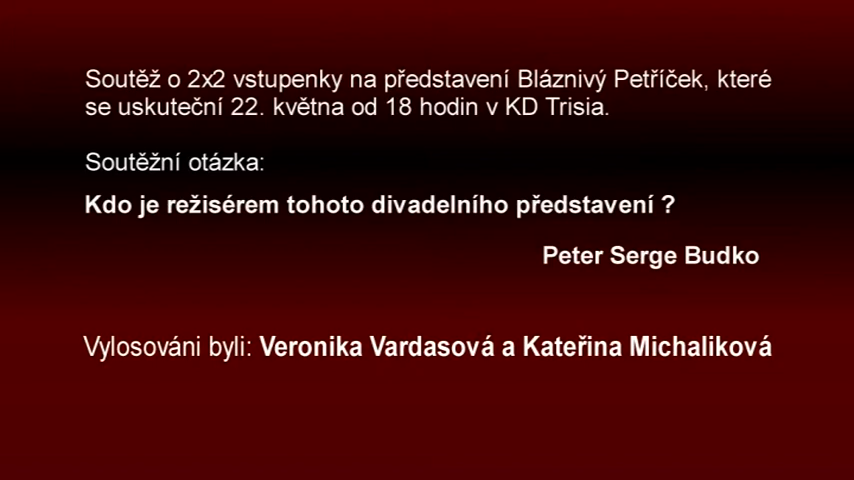 Soutěž o 2x2 vstupenky na představení Bláznivý Petříček, které
se uskuteční 22. května od 18 hodin v KD Trisia.
Soutěžní otázka:
Kdo je režisérem tohoto divadelního představení ?
Peter Serge Budko
Vylosováni byli: Veronika Vardasová a Kateřina Michaliková